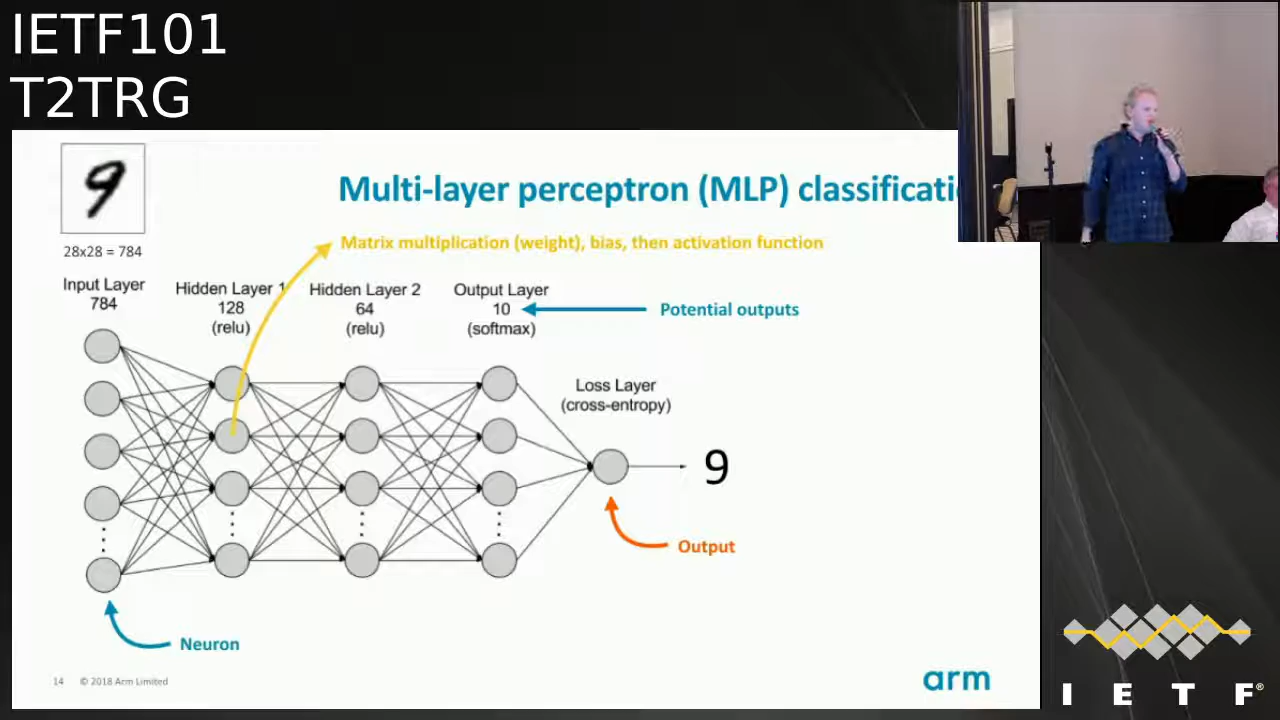 IETF101
T2TRG
9
28x28 = 784
Multi-layer perceptron (MLP)
Matrix multiplication (weight), bias, then activation function
Input Layer
784
Hidden Layer 1
128
(relu)
Hidden Layer 2
64
(relu)
Output Layer
10
(softmax)
Potential outputs
Loss Layer
(cross-entropy)
9
Output
Neuron
14 © 2018 Arm Limited
arm
I E T F®